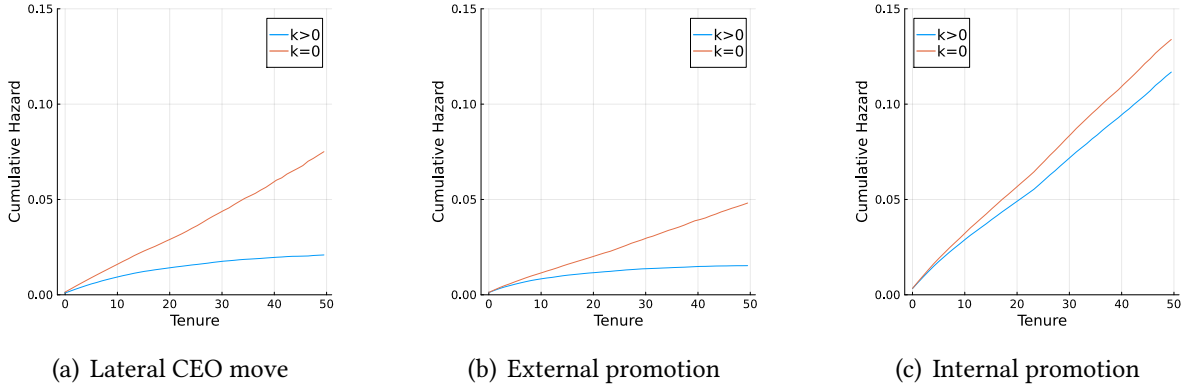 0.15
0.10
0.05
0.00
Cumulative Hazard
k>0
k=0
0 10 20 30 40 50
Tenure
(a) Lateral CEO move
0.15
0.10
0.05
0.00
Cumulative Hazard
k>0
k=0
0 10 20 30 40 50
Tenure
(b) External promotion
0.15
0.10
0.05
0.00
Cumulative Hazard
k>0
k=0
0 10 20 30 40 50
Tenure
(c) Internal promotion